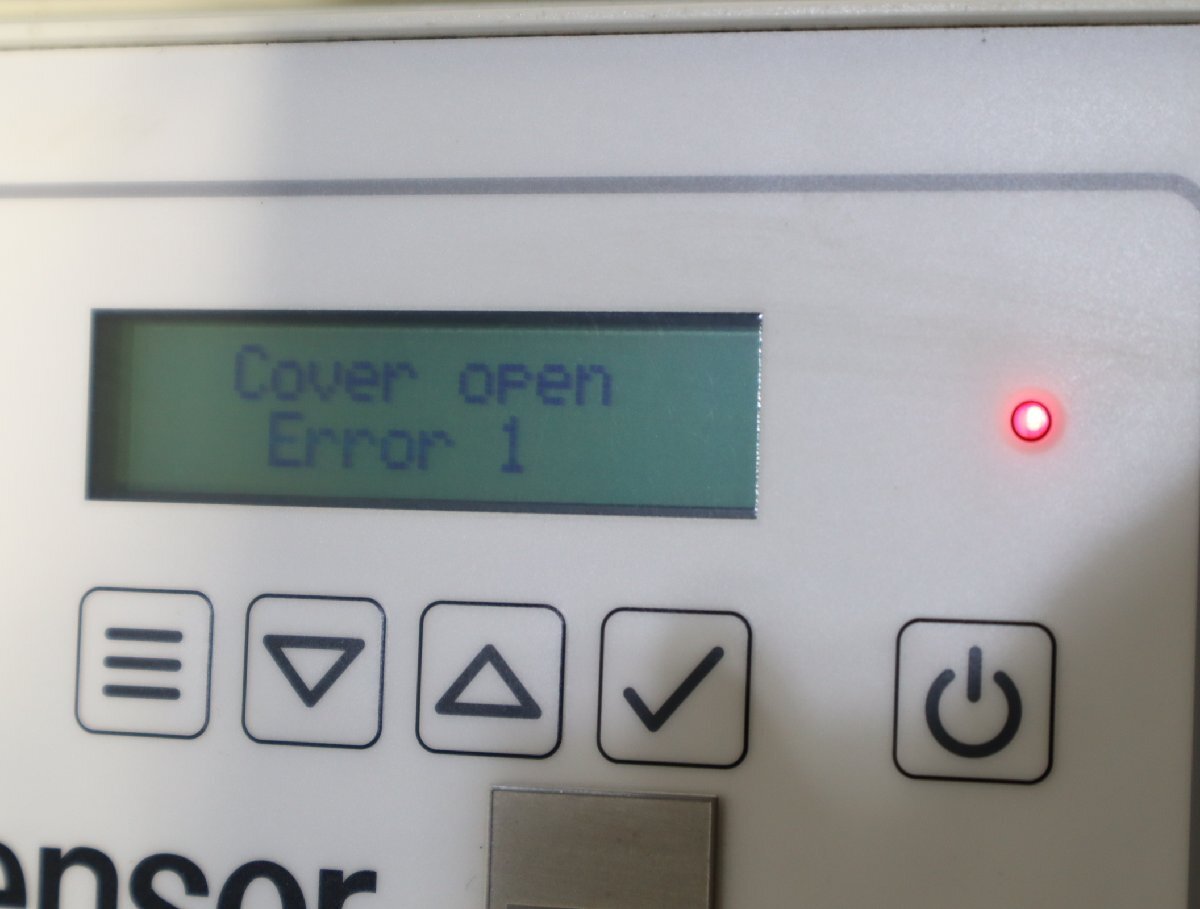 Cover open
Error 1
ensor